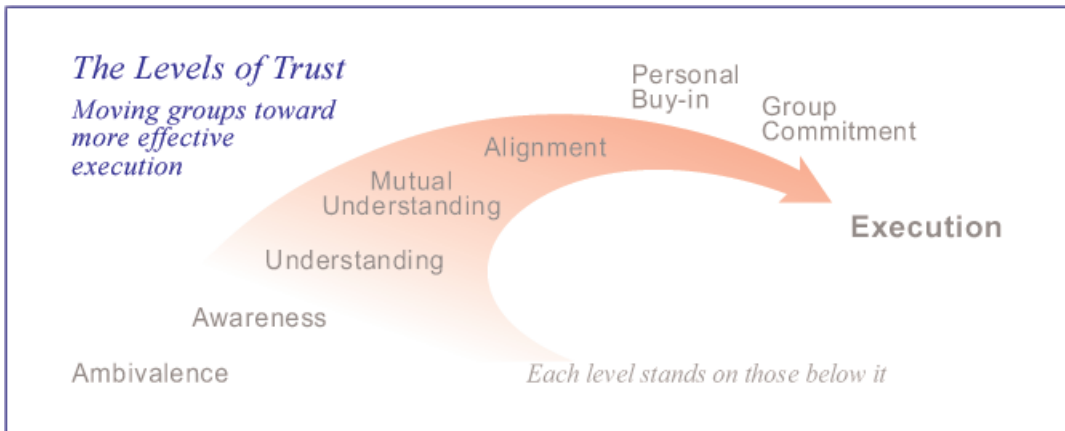 The Levels of Trust
Moving groups toward
more effective
execution
Personal
Buy-in
Group
Commitment
Alignment
Mutual
Understanding
Execution
Understanding
Awareness
Ambivalence
Each level stands on those below it